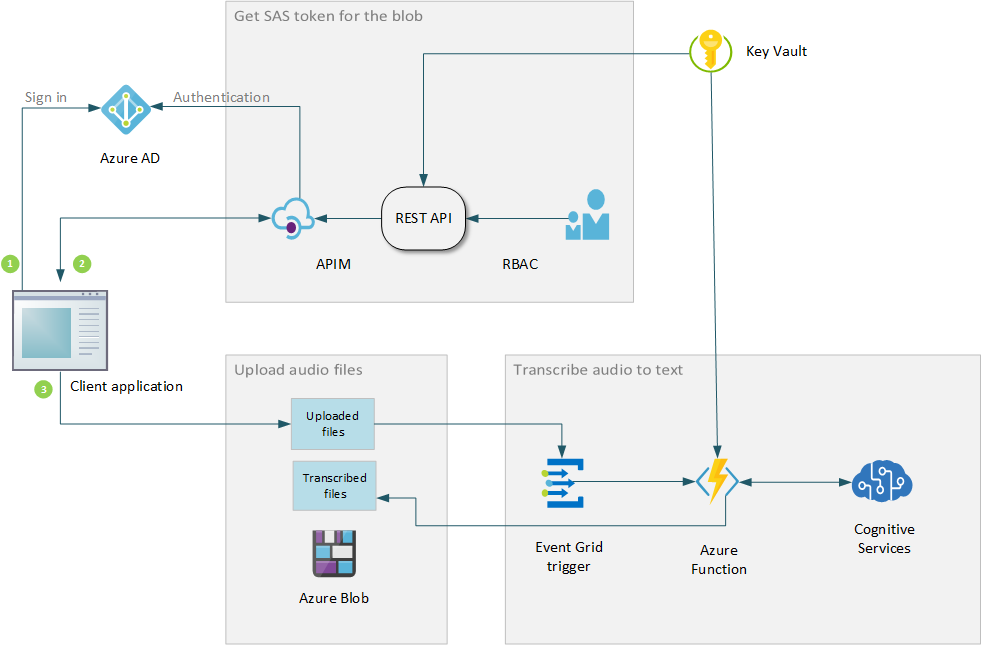 Get SAS token for the blob
Key Vault
Sign in
Authentication
Azure AD
REST API
APIM
RBAC
1
2
3
Client application
Upload audio files
Uploaded
files
Transcribed
files
Azure Blob
Transcribe audio to text
Event Grid
trigger
Azure
Function
Cognitive
Services